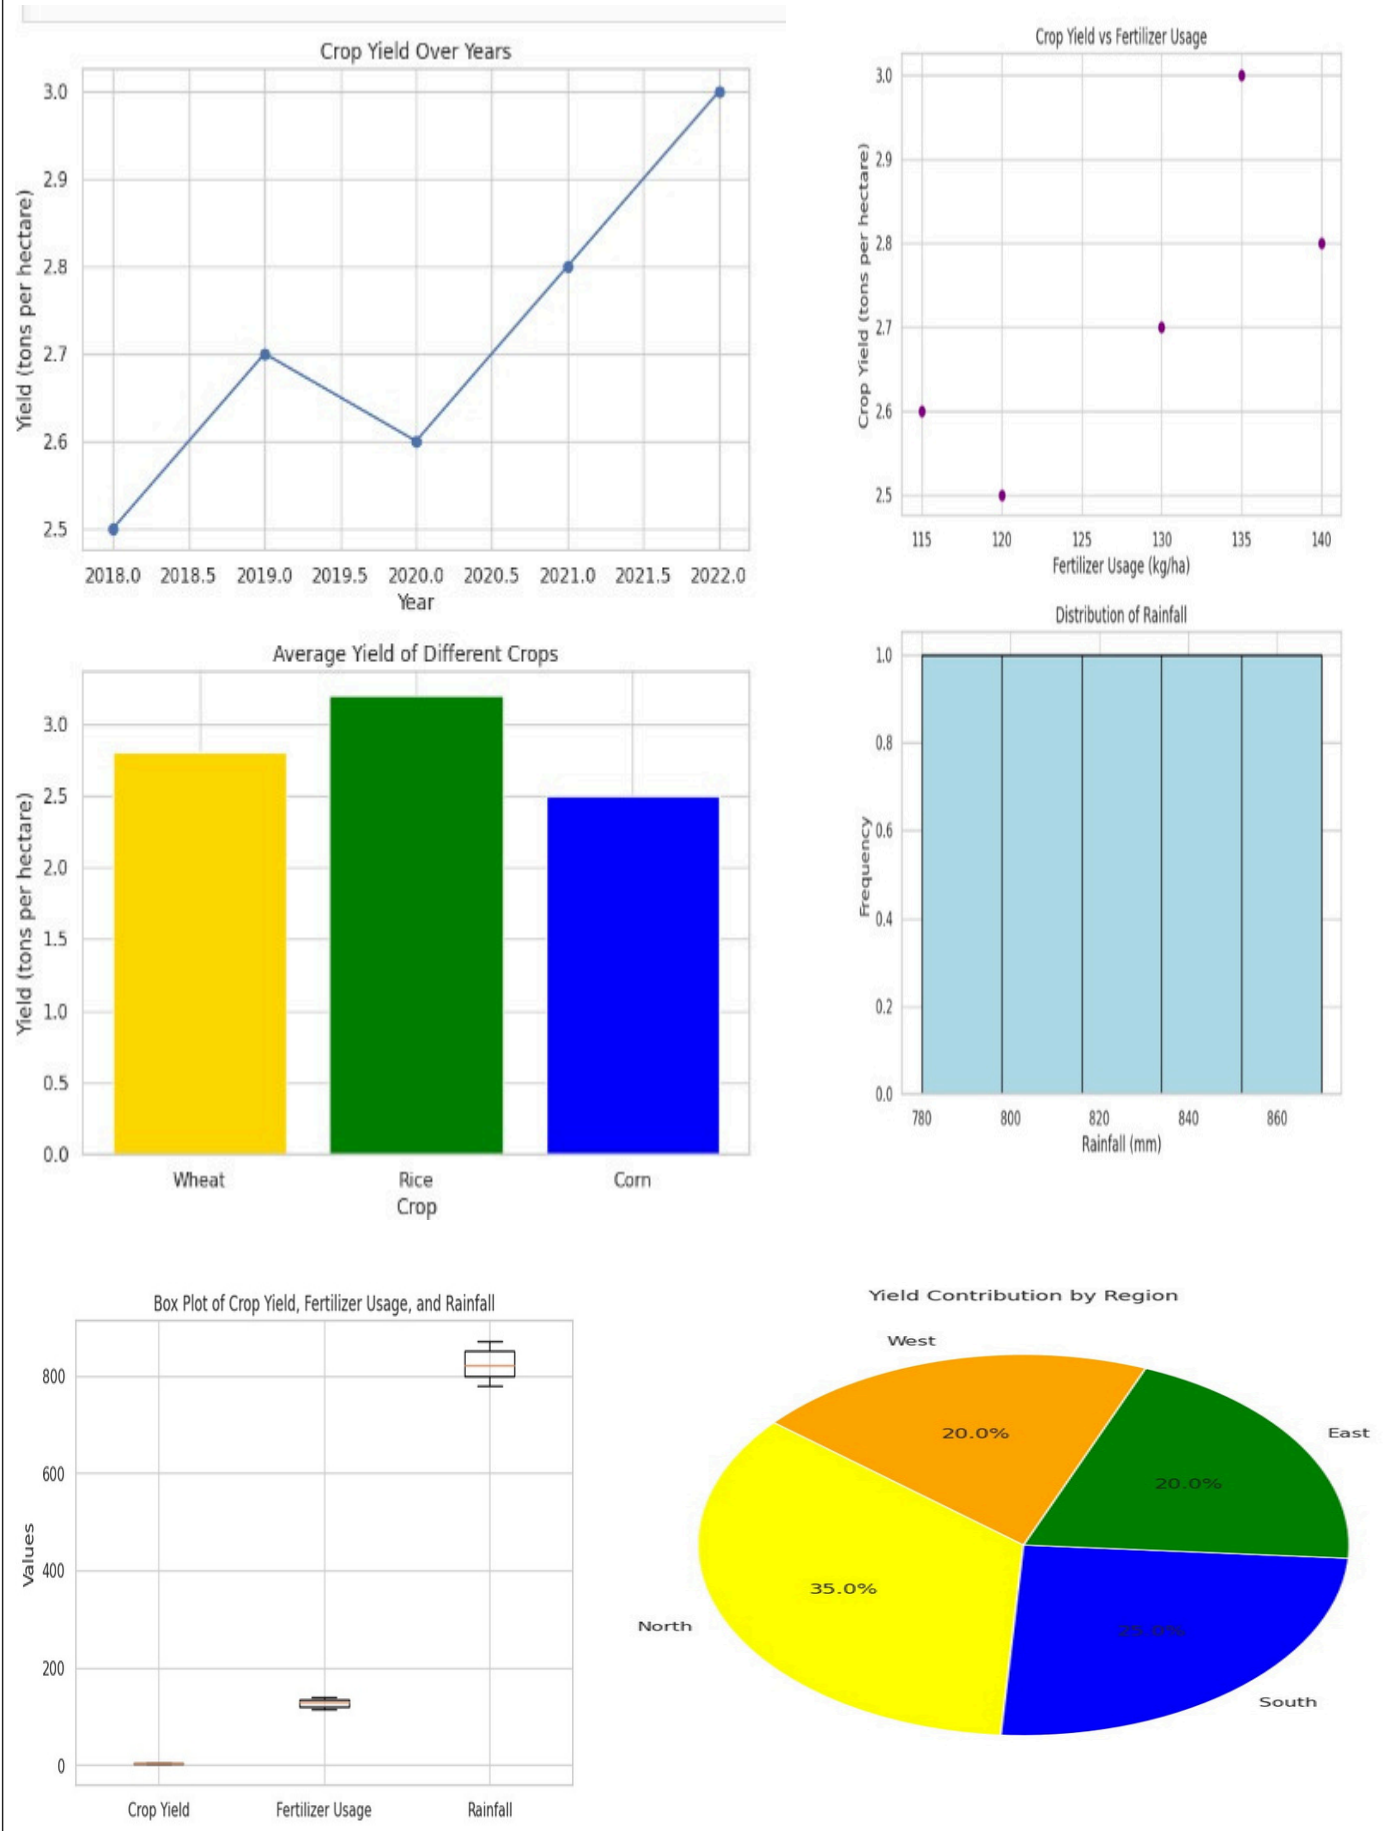 Crop Yield Over Years
Yield (tons per hectare)
3.0
2.9
2.8
2.7
2.6
2.5
2018.0 2018.5 2019.0 2019.5 2020.0 2020.5 2021.0 2021.5 2022.0
Year
Crop Yield vs Fertilizer Usage
Crop Yield (tons per hectare)
3.0
2.9
2.8
2.7
2.6
2.5
115 120 125 130 135 140
Fertilizer Usage (kg/ha)
Average Yield of Different Crops
Yield (tons per hectare)
3.0
2.5
2.0
1.5
1.0
0.5
0.0
Wheat Rice Corn
Crop
Distribution of Rainfall
Frequency
1.0
0.8
0.6
0.4
0.2
0.0
780 800 820 840 860
Rainfall (mm)
Box Plot of Crop Yield, Fertilizer Usage, and Rainfall
Values
800
600
400
200
0
Crop Yield Fertilizer Usage Rainfall
Yield Contribution by Region
West
20.0%
East
20.0%
35.0%
North
25.0%
South